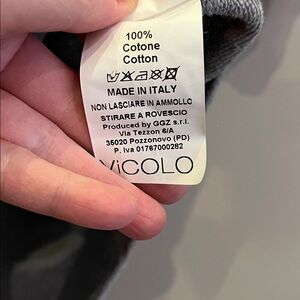 100%
Cotone
Cotton
MADE IN ITALY
NON LASCIARE IN AMMOLLO
STIRARE A ROVESCIO
Produced by GGZ s.r.l.
Via Tezzon 6/A
35020 Pozzonovo (PD)
P. Iva 01767000282
ViCOLO